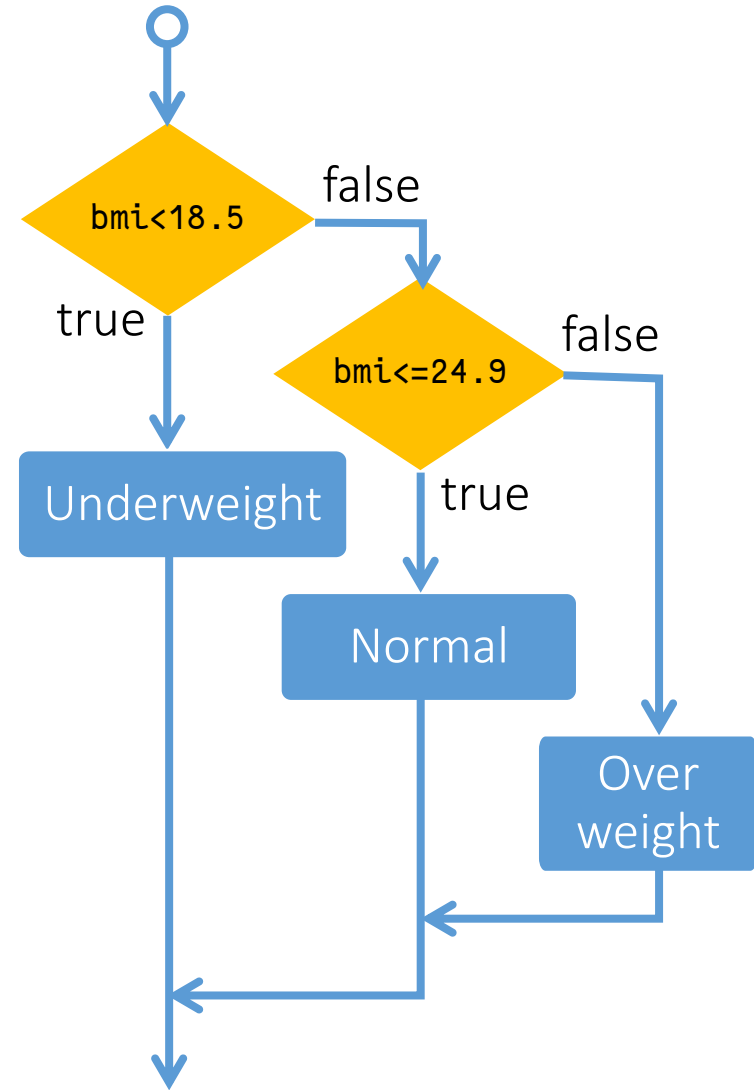 false
bmi<18.5
true
false
bmi<=24.9
true
Underweight
Normal
Over
weight